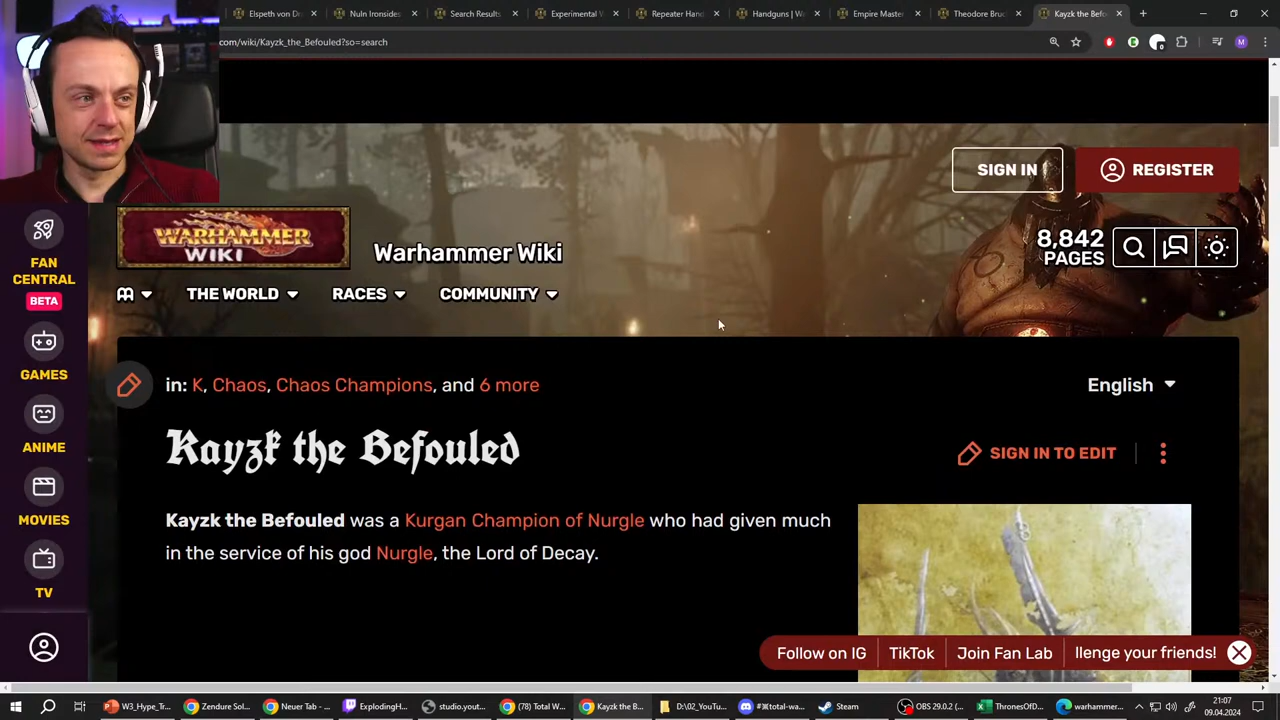 Elspeth von Dr
Nuln Ironsides
Search Results
Experimental W
Repeater Hand
Handguns | Wa
Empire Master
Theodore Bruc
Kayzk the Befo
com/wiki/Kayzk_the_Befouled?so=search
M
SIGN IN
REGISTER
WARHAMMER
WIKI
Warhammer Wiki
8,842
PAGES
THE WORLD
RACES
COMMUNITY
FAN
CENTRAL
BETA
GAMES
ANIME
MOVIES
TV
in: K, Chaos, Chaos Champions, and 6 more
English
Kayzk the Befouled
SIGN IN TO EDIT
Kayzk the Befouled was a Kurgan Champion of Nurgle who had given much
in the service of his god Nurgle, the Lord of Decay.
Follow on IG
TikTok
Join Fan Lab
llenge your friends!
W3_Hype_Tr...
Zendure Sol...
Neuer Tab - ...
ExplodingH...
studio.yout...
(78) Total W...
Kayzk the B...
D:\02_YouTu...
#⌘total-wa...
Steam
OBS 29.0.2 (...
ThronesOfD...
warhammer...
21:07
09.04.2024